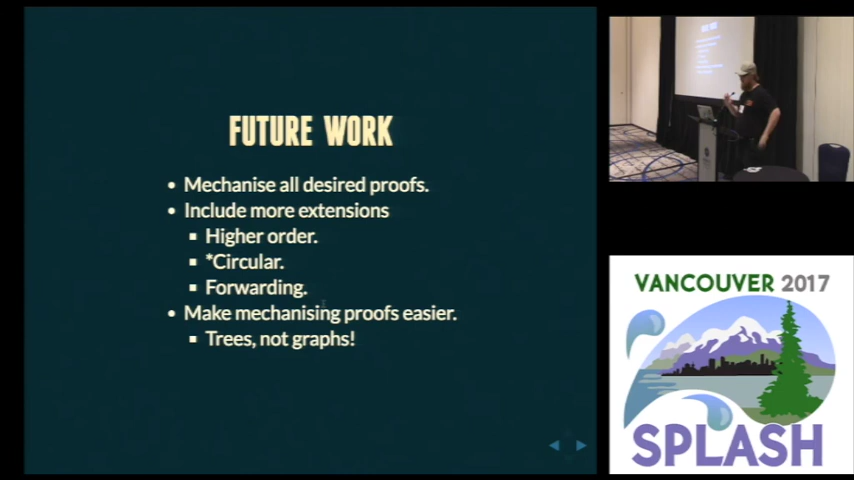 FUTURE WORK
• Mechanise all desired proofs.
• Include more extensions
▪ Higher order.
▪ *Circular.
▪ Forwarding.
• Make mechanising proofs easier.
▪ Trees, not graphs!
VANCOUVER 2017
SPLASH